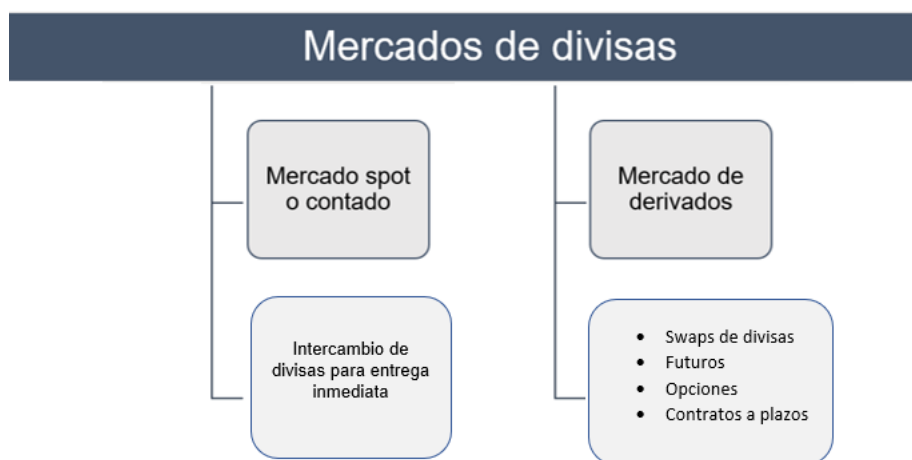 Mercados de divisas
Mercado spot
o contado
Mercado de
derivados
Intercambio de
divisas para entrega
inmediata
• Swaps de divisas
• Futuros
• Opciones
• Contratos a plazos